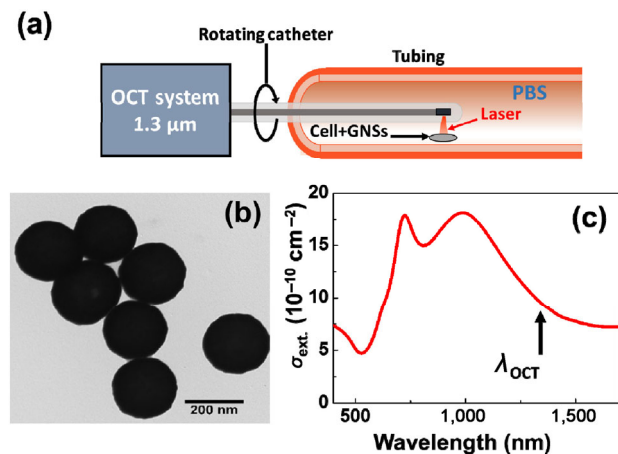 (a)
Rotating catheter
Tubing
OCT system
1.3 μm
PBS
Laser
Cell+GNSs
(b)
200 nm
(c)
20
15
10
5
0
σext. (10⁻¹⁰ cm⁻²)
λOCT
500
1,000
1,500
Wavelength (nm)